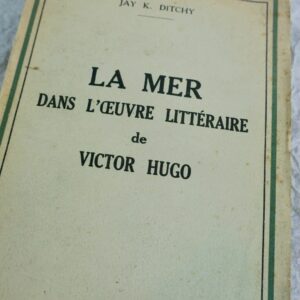 JAY K. DITCHY
LA MER
DANS L'ŒUVRE LITTÉRAIRE
de
VICTOR HUGO